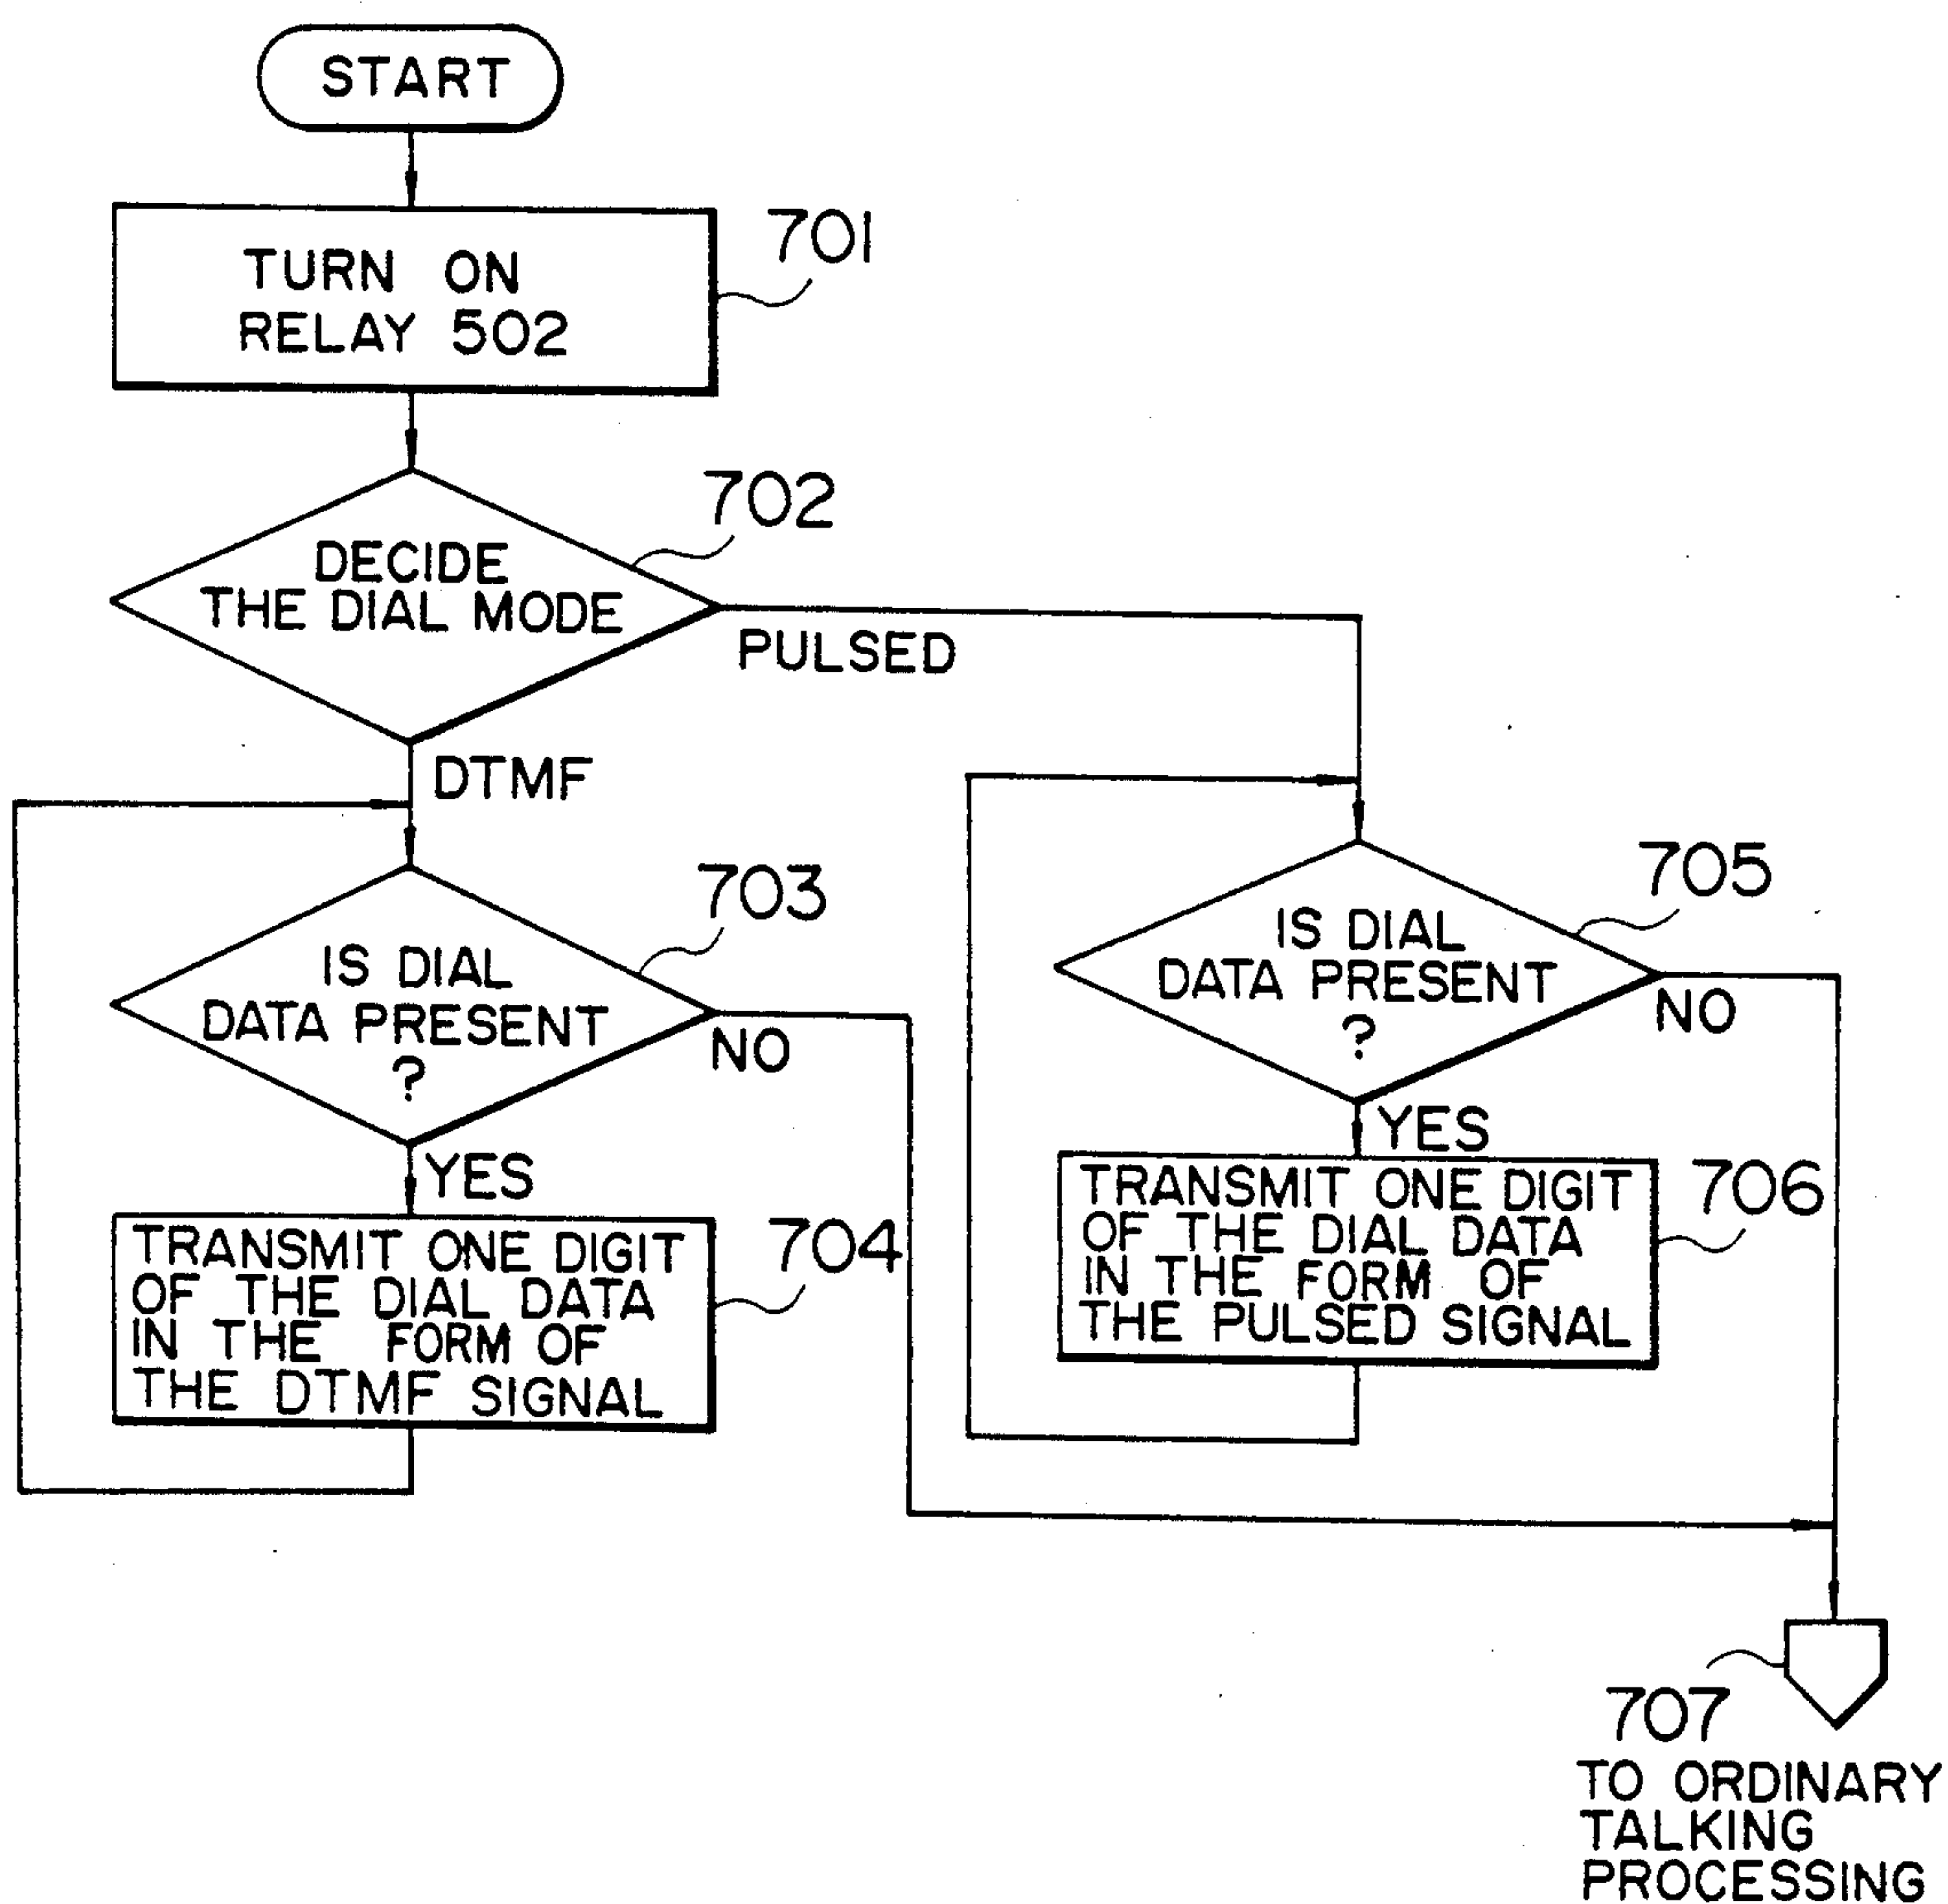 START
701
TURN ON
RELAY 502
702
DECIDE
THE DIAL MODE
PULSED
DTMF
703
IS DIAL
DATA PRESENT
?
NO
YES
704
TRANSMIT ONE DIGIT
OF THE DIAL DATA
IN THE FORM OF
THE DTMF SIGNAL
705
IS DIAL
DATA PRESENT
?
NO
YES
706
TRANSMIT ONE DIGIT
OF THE DIAL DATA
IN THE FORM OF
THE PULSED SIGNAL
707
TO ORDINARY
TALKING
PROCESSING